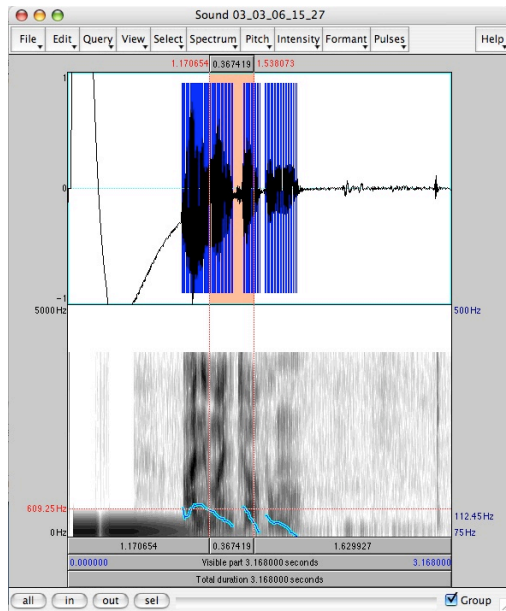 Sound 03_03_06_15_27
File Edit Query View Select Spectrum Pitch Intensity Formant Pulses Help
1.170654 0.367419 1.538073
1
0
-1
5000 Hz 500 Hz
609.25 Hz 112.45 Hz
0 Hz 75 Hz
1.170654 0.367419 1.629927
0.000000 Visible part 3.168000 seconds 3.168000
Total duration 3.168000 seconds
all in out sel Group